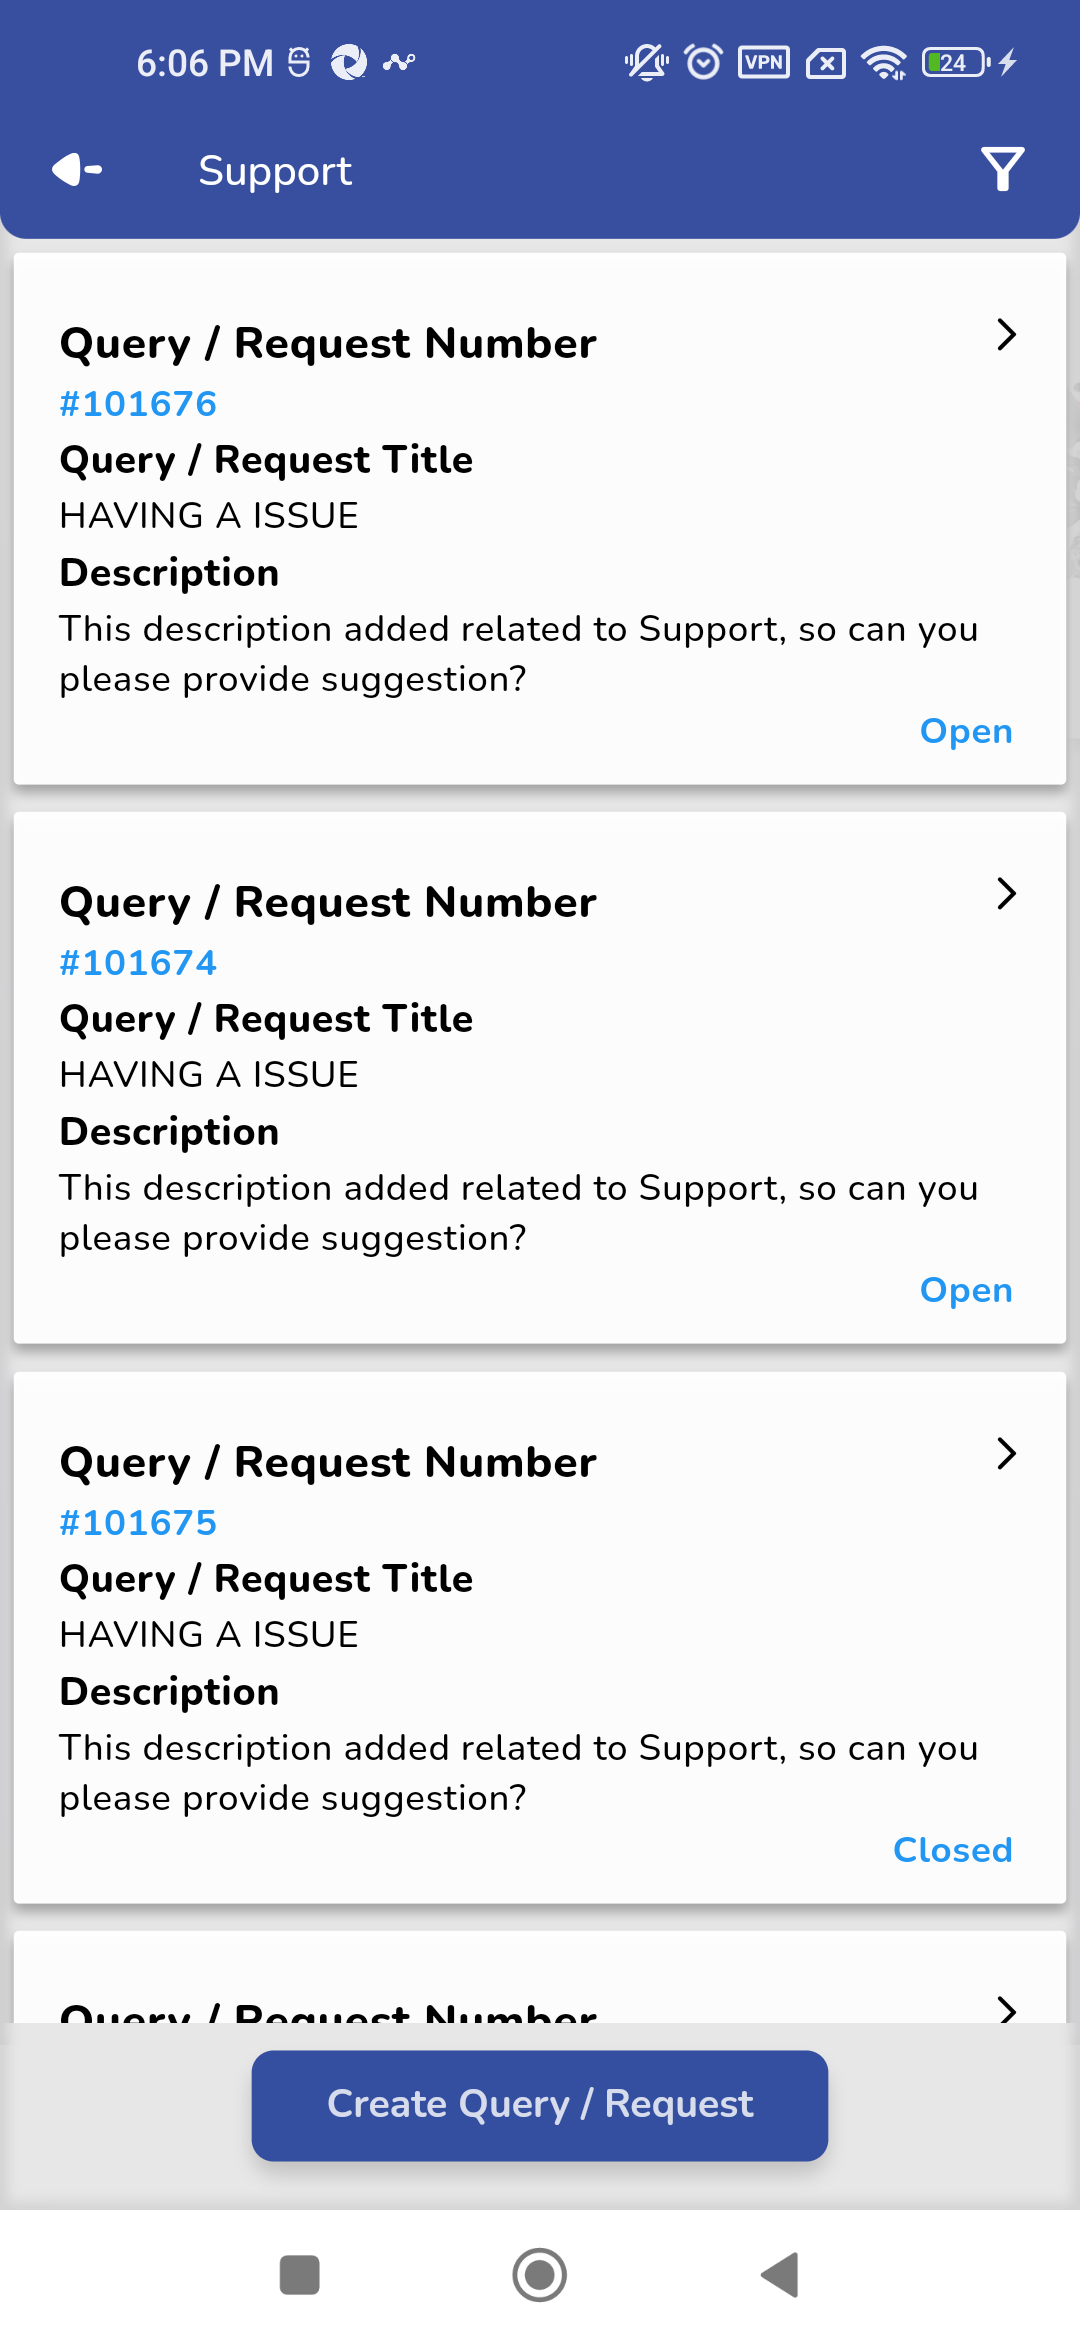 6:06 PM
VPN
24
Support
Query / Request Number
#101676
Query / Request Title
HAVING A ISSUE
Description
This description added related to Support, so can you
please provide suggestion?
Open
Query / Request Number
#101674
Query / Request Title
HAVING A ISSUE
Description
This description added related to Support, so can you
please provide suggestion?
Open
Query / Request Number
#101675
Query / Request Title
HAVING A ISSUE
Description
This description added related to Support, so can you
please provide suggestion?
Closed
Query / Request Number
Create Query / Request